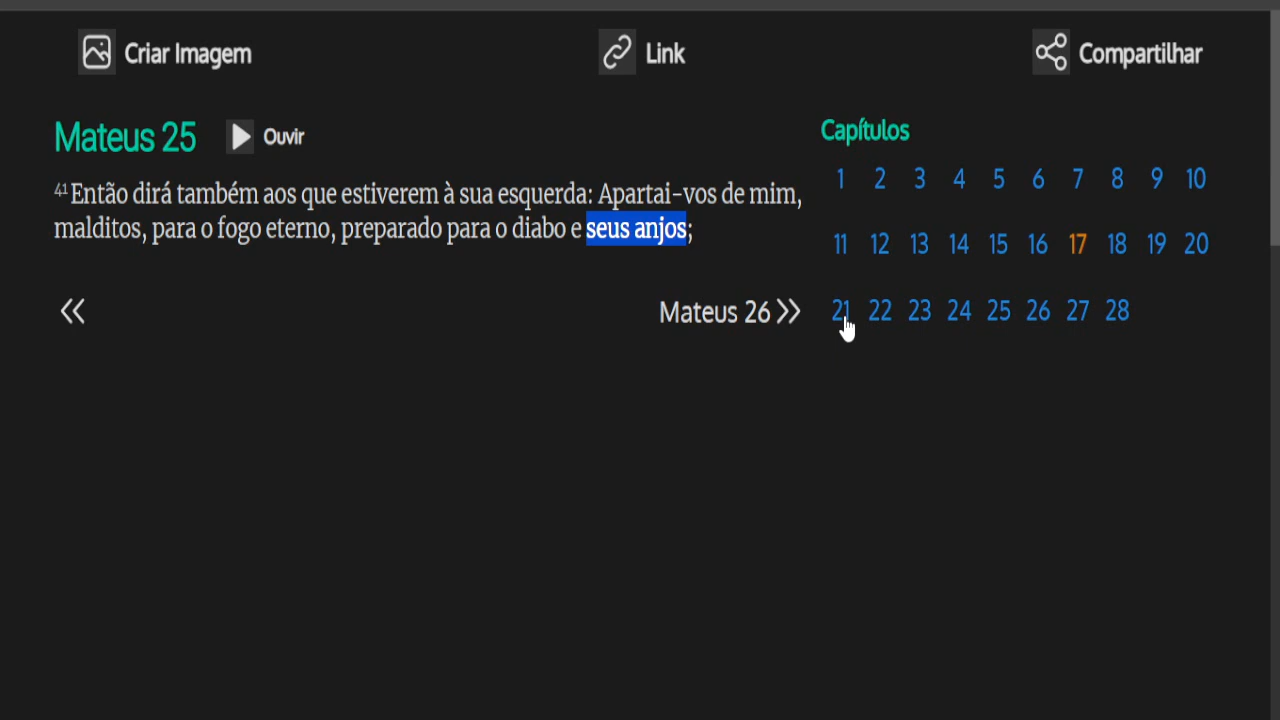 Criar Imagem
Link
Compartilhar
Mateus 25
Ouvir
41 Então dirá também aos que estiverem à sua esquerda: Apartai-vos de mim,
malditos, para o fogo eterno, preparado para o diabo e seus anjos;
Mateus 26
Capítulos
1 2 3 4 5 6 7 8 9 10
11 12 13 14 15 16 17 18 19 20
21 22 23 24 25 26 27 28